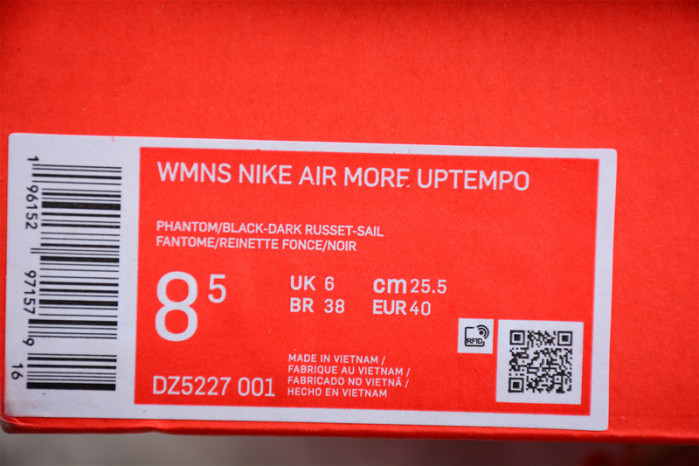 WMNS NIKE AIR MORE UPTEMPO
PHANTOM/BLACK-DARK RUSSET-SAIL
FANTOME/REINETTE FONCE/NOIR
8 5
UK 6 cm 25.5
BR 38 EUR 40
RFID
MADE IN VIETNAM /
FABRIQUE AU VIETNAM /
FABRICADO NO VIETNÃ /
HECHO EN VIETNAM
DZ5227 001
1 96152 97157 9 16